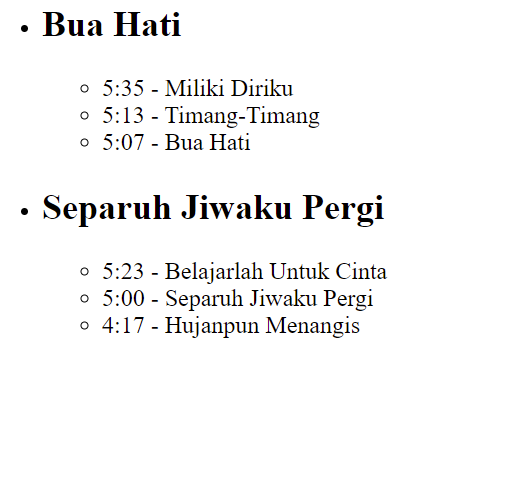 Bua Hati
5:35 - Miliki Diriku
5:13 - Timang-Timang
5:07 - Bua Hati
Separuh Jiwaku Pergi
5:23 - Belajarlah Untuk Cinta
5:00 - Separuh Jiwaku Pergi
4:17 - Hujanpun Menangis